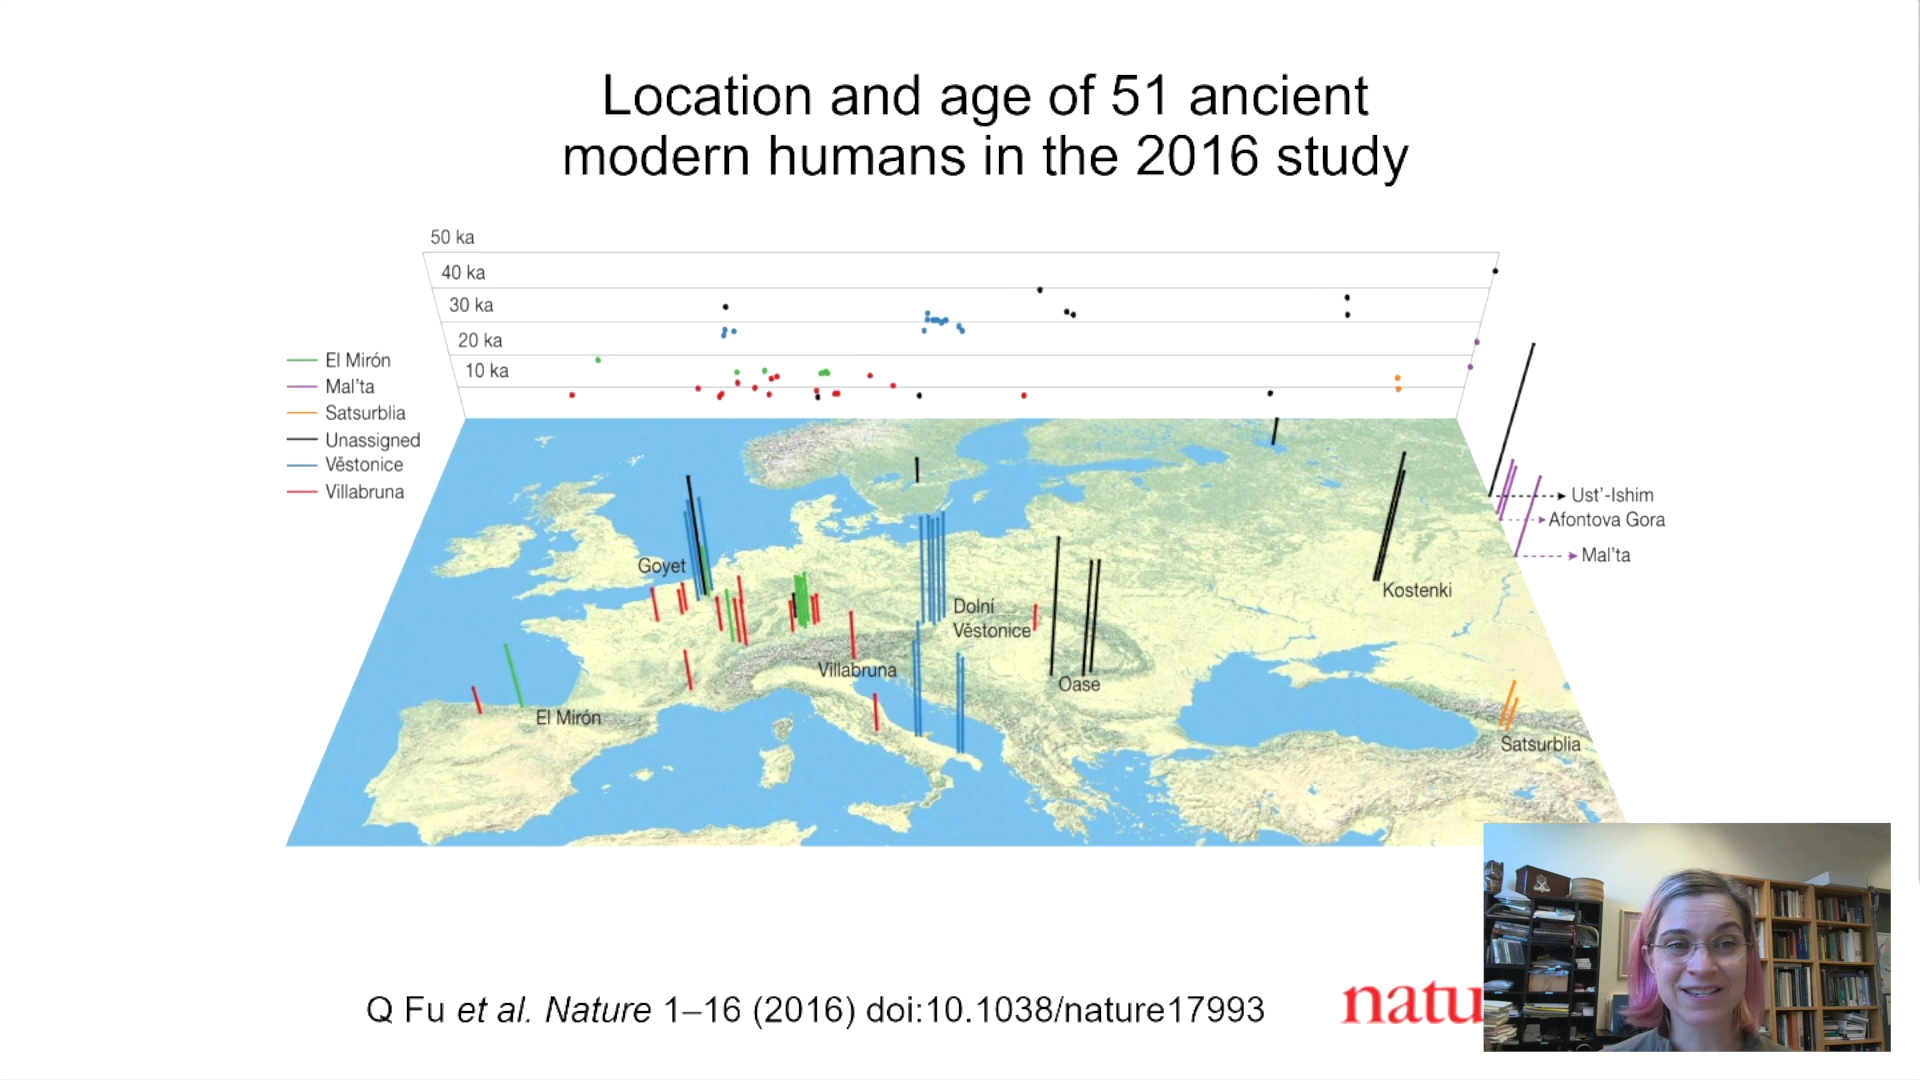 Location and age of 51 ancient
modern humans in the 2016 study
50 ka
40 ka
30 ka
20 ka
10 ka
El Mirón
Mal'ta
Satsurblia
Unassigned
Věstonice
Villabruna
Ust'-Ishim
Afontova Gora
Mal'ta
Goyet
Kostenki
Dolní
Věstonice
Villabruna
Oase
El Mirón
Satsurblia
Q Fu et al. Nature 1–16 (2016) doi:10.1038/nature17993
natu